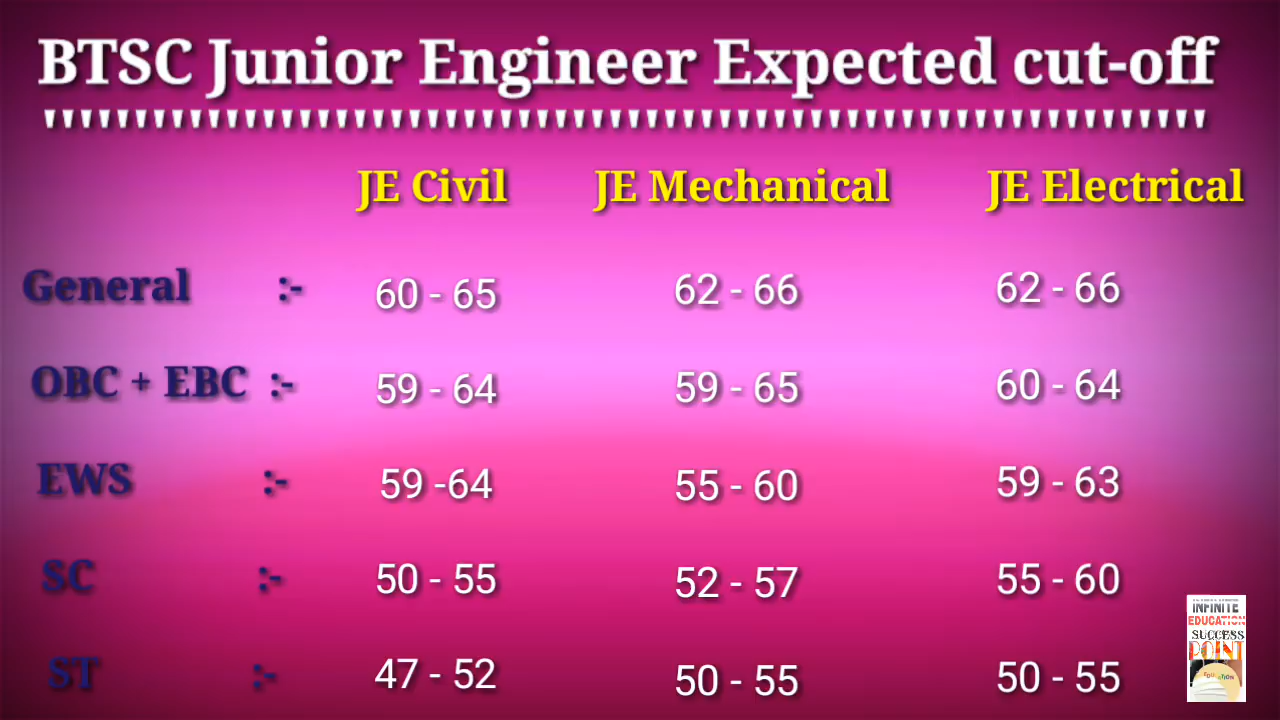 BTSC Junior Engineer Expected cut-off
''''''''''''''''''''''''''''''''''''''''''''''''''''''''''''''''
JE Civil JE Mechanical JE Electrical
General :- 60 - 65 62 - 66 62 - 66
OBC + EBC :- 59 - 64 59 - 65 60 - 64
EWS :- 59 -64 55 - 60 59 - 63
SC :- 50 - 55 52 - 57 55 - 60
ST :- 47 - 52 50 - 55 50 - 55
INFINITE
EDUCATION
SUCCESS
POINT